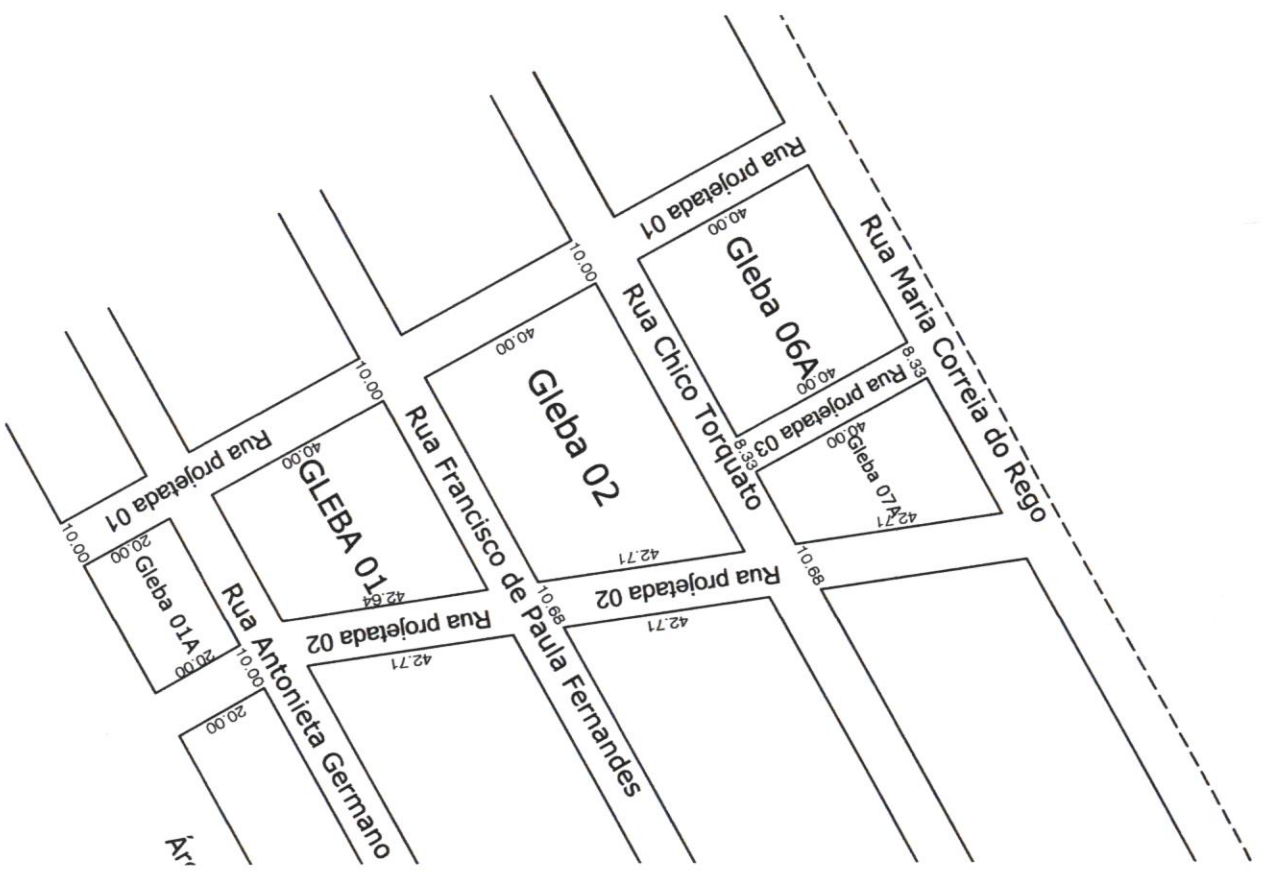 Rua projetada 01
40.00
Gleba 06A
40.00
Rua Maria Correia do Rego
8.33
Rua projetada 03
8.33
40.00
Gleba 07A
42.71
10.00
Rua Chico Torquato
40.00
Gleba 02
42.71
10.68
Rua projetada 02
42.71
10.00
Rua Francisco de Paula Fernandes
10.68
Rua projetada 01
40.00
GLEBA 01
42.64
Rua projetada 02
42.71
10.00
20.00
Gleba 01A
20.00
10.00
Rua Antonieta Germano
20.00